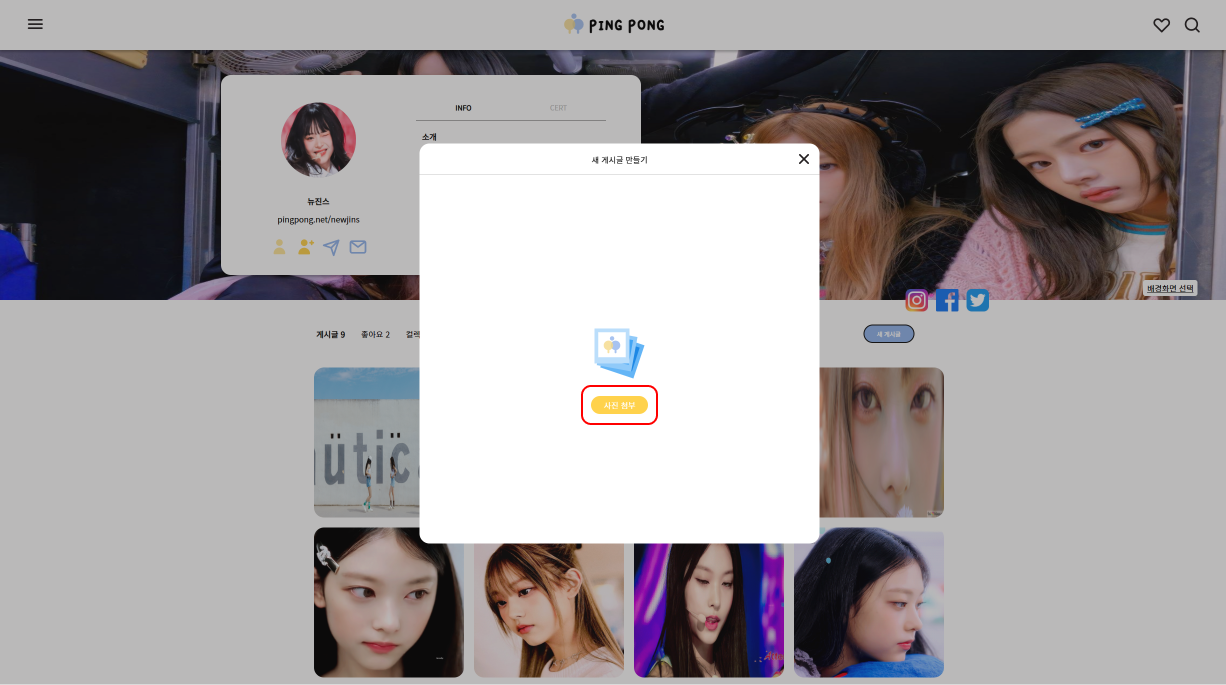 PING PONG
INFO
CERT
소개
새 게시글 만들기
뉴진스
pingpong.net/newjins
배경화면 선택
게시글 9
좋아요 2
컬렉
새 게시글
ütic
사진 첨부